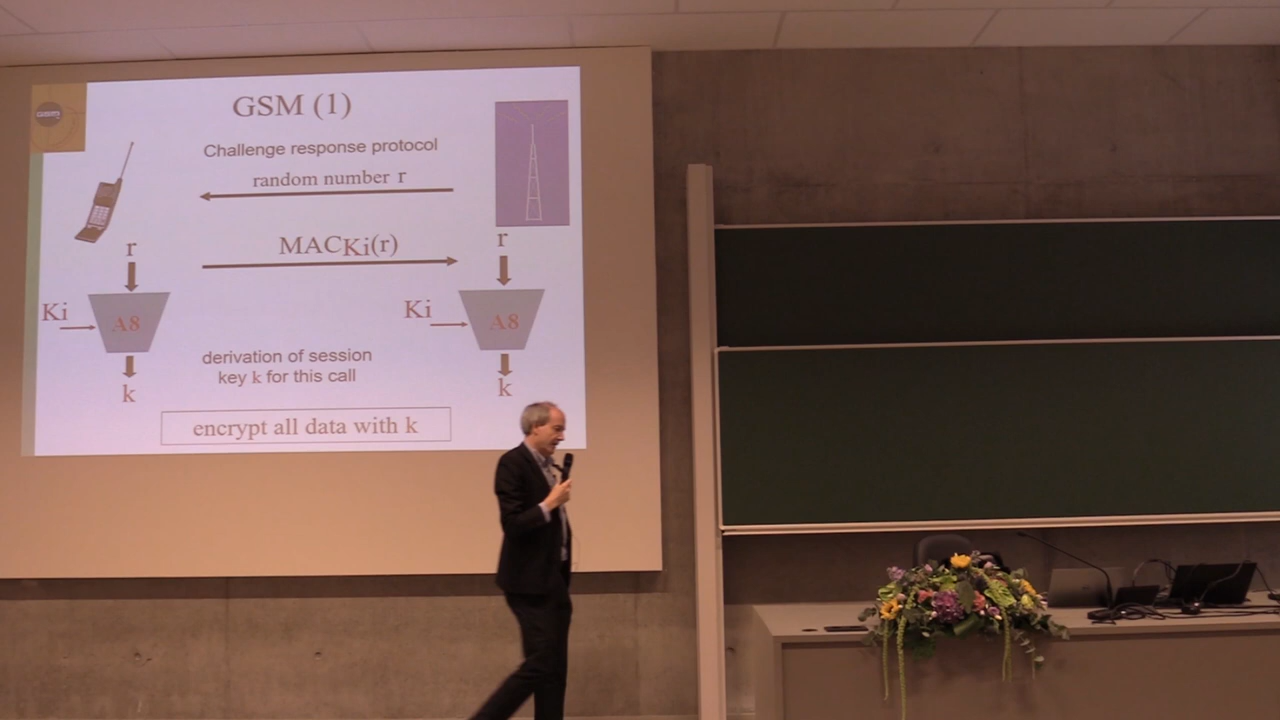 GSM (1)
Challenge response protocol
random number r
MACKi(r)
r
r
Ki
A8
Ki
A8
derivation of session
key k for this call
k
k
encrypt all data with k